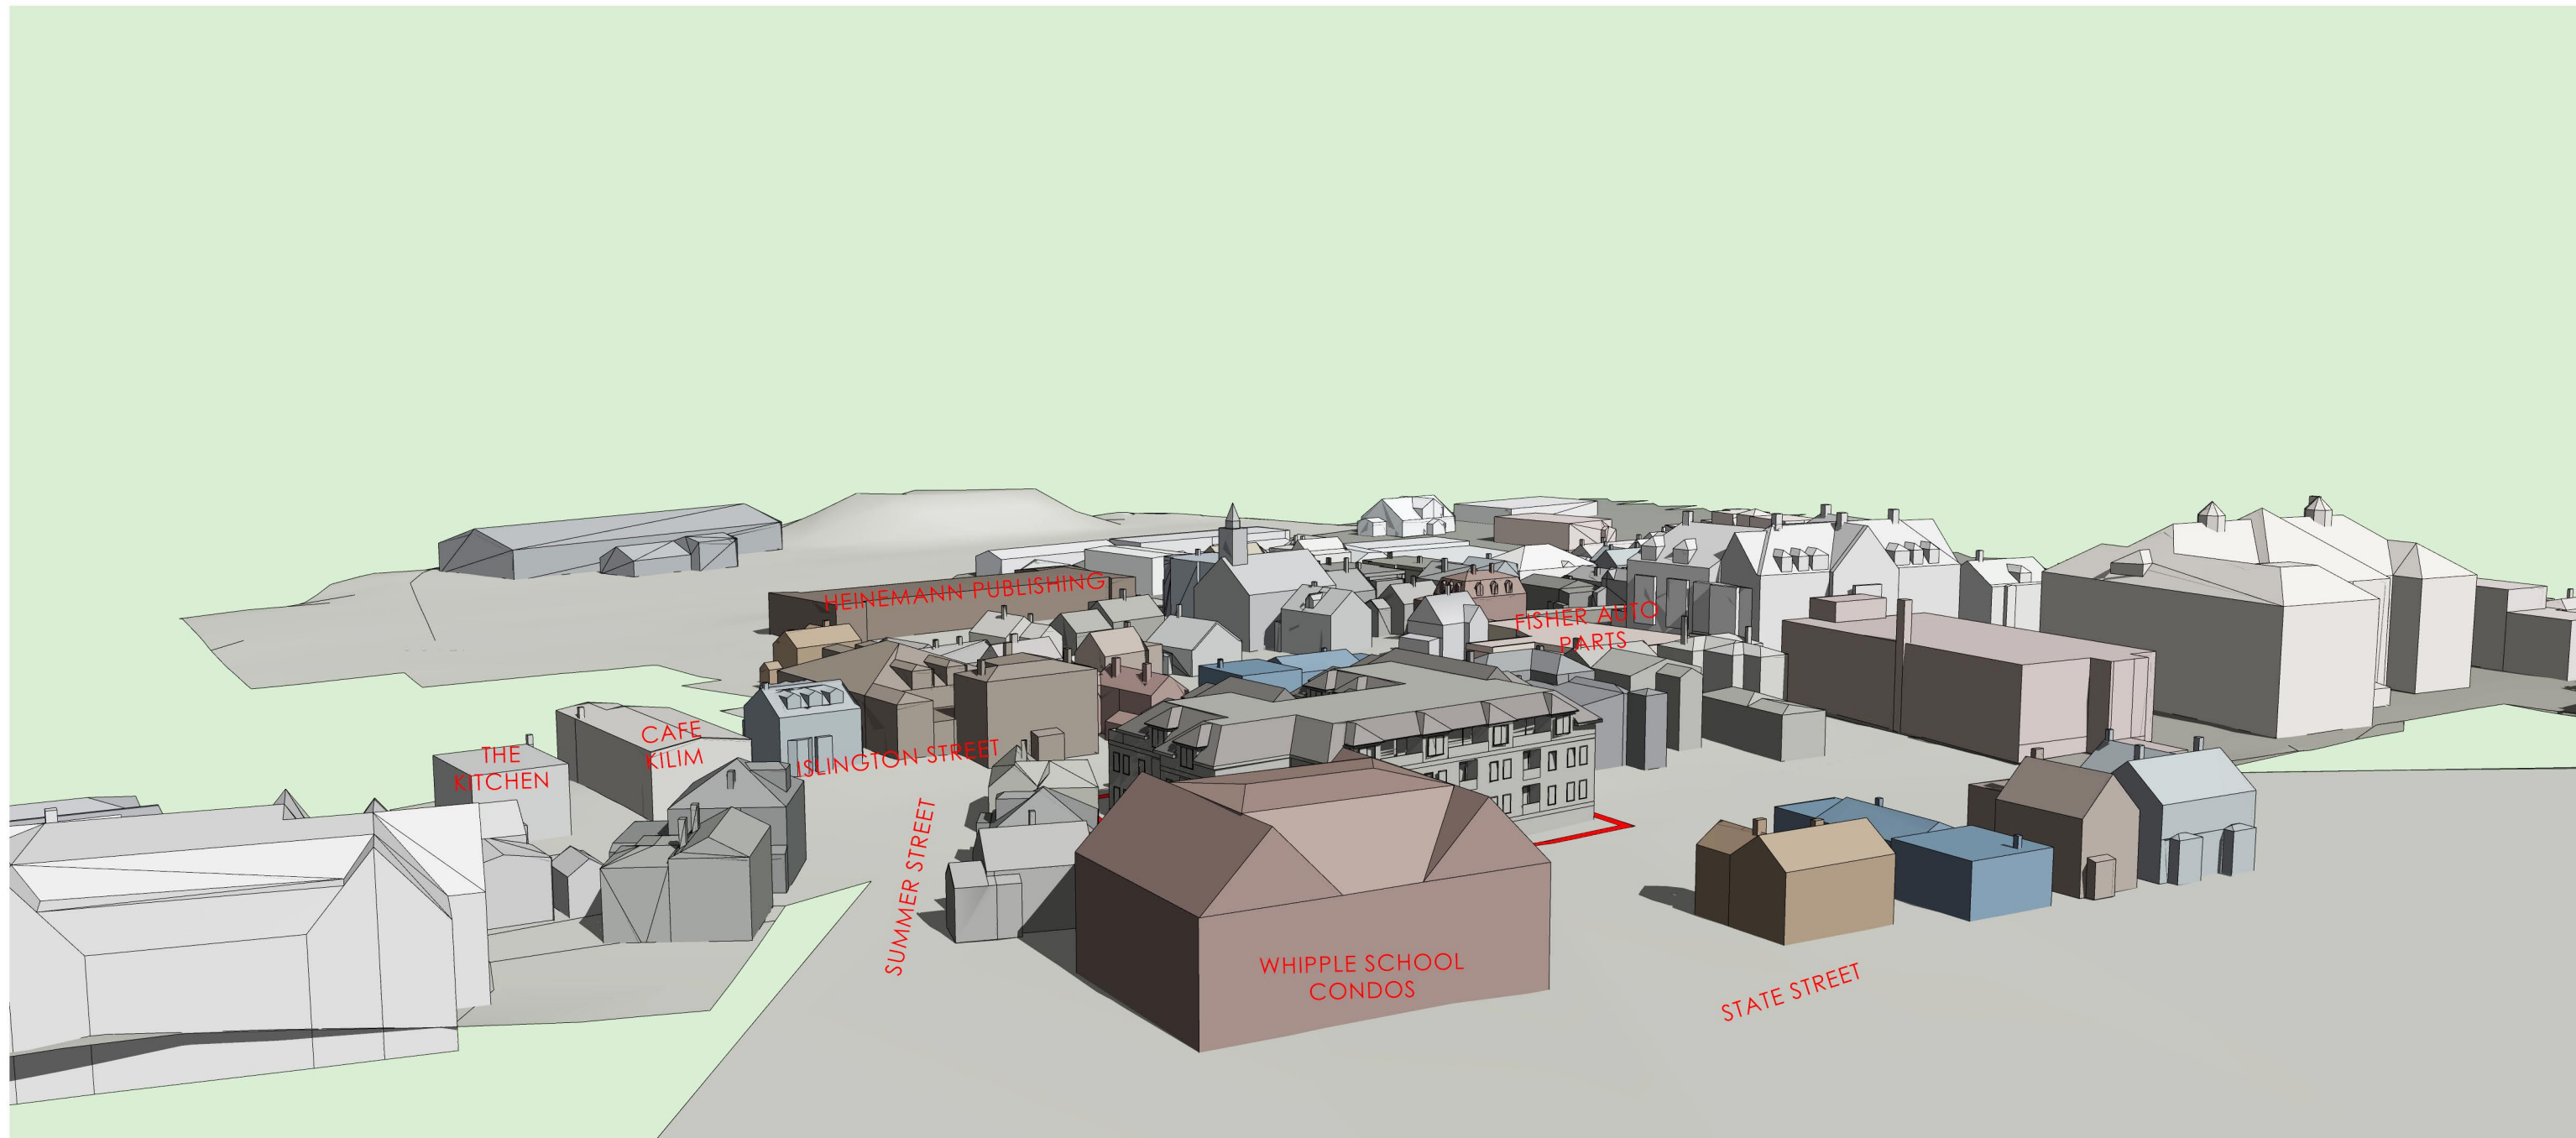 HEINEMANN PUBLISHING
FISHER AUTO
PARTS
CAFE
KILIM
THE
KITCHEN
ISLINGTON STREET
SUMMER STREET
WHIPPLE SCHOOL
CONDOS
STATE STREET